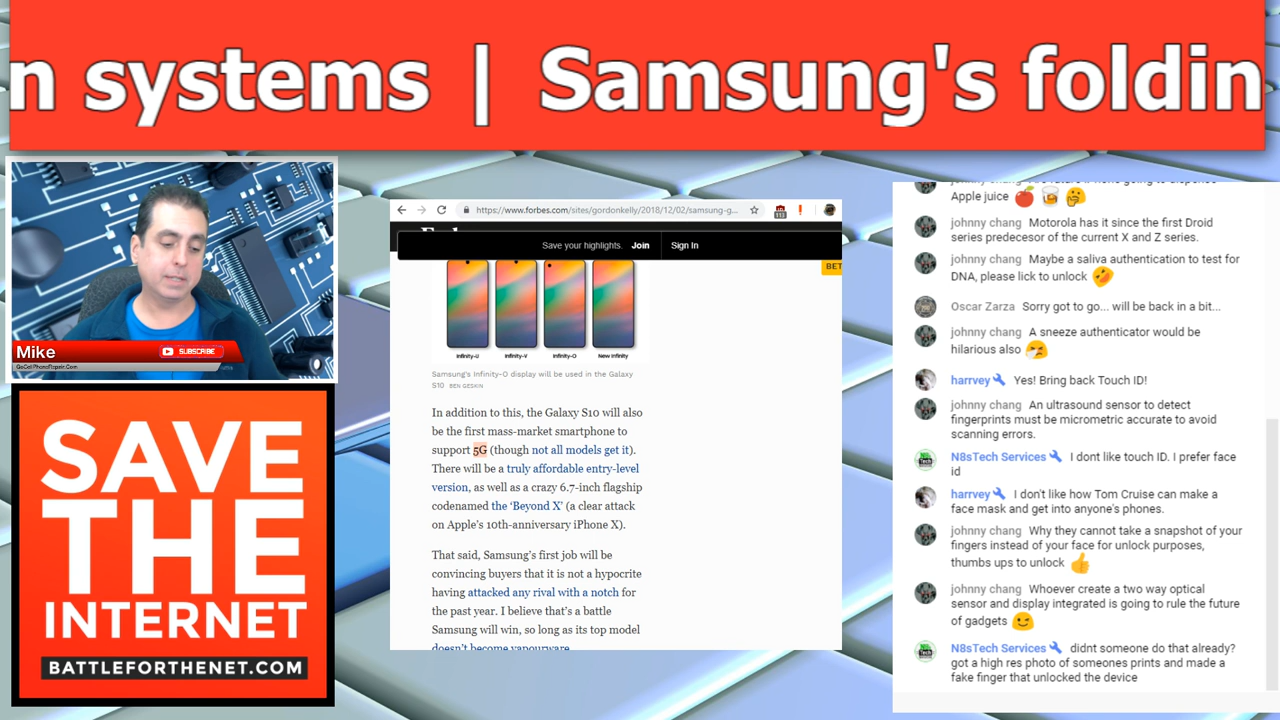 n systems | Samsung's foldin
Mike
SUBSCRIBE
GoCellPhoneRepair.Com
SAVE
THE
INTERNET
BATTLEFORTHENET.COM
https://www.forbes.com/sites/gordonkelly/2018/12/02/samsung-g...
113
Save your highlights. Join Sign In
BET
Infinity-U Infinity-V Infinity-O New Infinity
Samsung's Infinity-O display will be used in the Galaxy
S10 BEN GESKIN
In addition to this, the Galaxy S10 will also
be the first mass-market smartphone to
support 5G (though not all models get it).
There will be a truly affordable entry-level
version, as well as a crazy 6.7-inch flagship
codenamed the ‘Beyond X’ (a clear attack
on Apple’s 10th-anniversary iPhone X).
That said, Samsung’s first job will be
convincing buyers that it is not a hypocrite
having attacked any rival with a notch for
the past year. I believe that’s a battle
Samsung will win, so long as its top model
doesn’t become vapourware
johnny chang
Apple juice 🍎 🥃 🤔
johnny chang Motorola has it since the first Droid
series predecesor of the current X and Z series.
johnny chang Maybe a saliva authentication to test for
DNA, please lick to unlock 🤣
Oscar Zarza Sorry got to go... will be back in a bit...
johnny chang A sneeze authenticator would be
hilarious also 🤧
harrvey Yes! Bring back Touch ID!
johnny chang An ultrasound sensor to detect
fingerprints must be micrometric accurate to avoid
scanning errors.
N8sTech Services I dont like touch ID. I prefer face
id
harrvey I don't like how Tom Cruise can make a
face mask and get into anyone's phones.
johnny chang Why they cannot take a snapshot of your
fingers instead of your face for unlock purposes,
thumbs ups to unlock 👍
johnny chang Whoever create a two way optical
sensor and display integrated is going to rule the future
of gadgets 😉
N8sTech Services didnt someone do that already?
got a high res photo of someones prints and made a
fake finger that unlocked the device